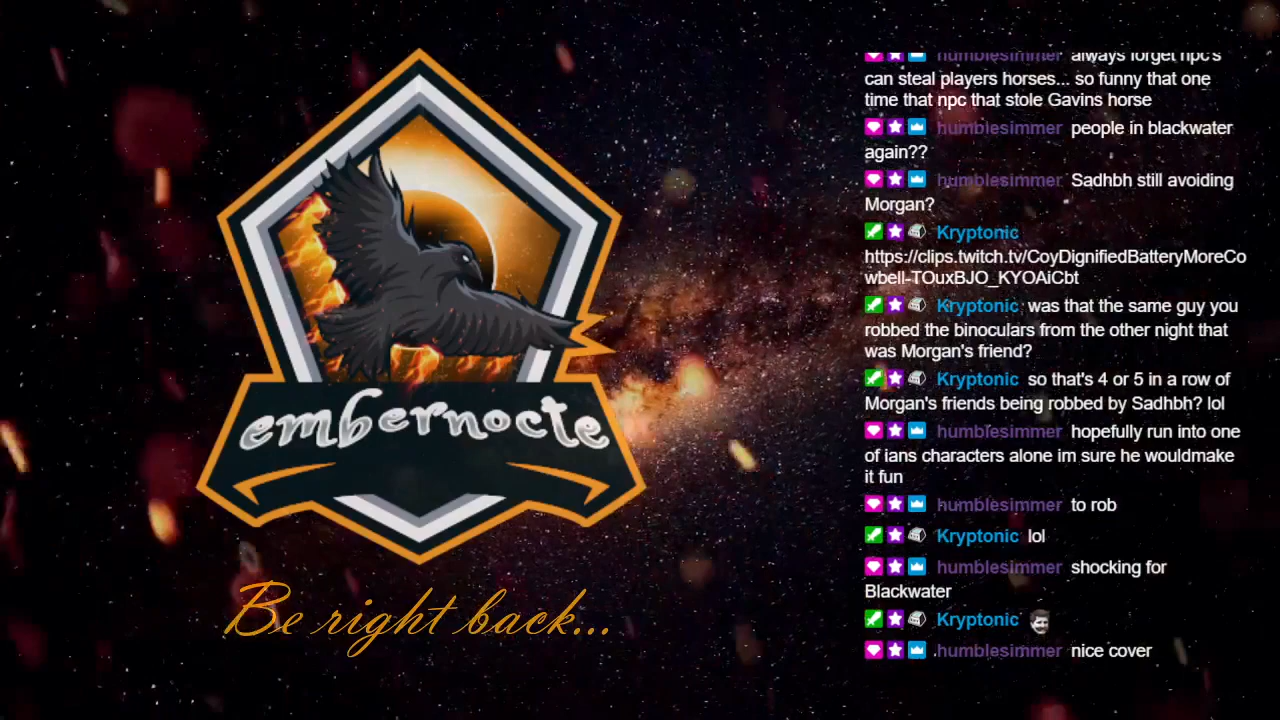 embernocte
Be right back...
humblesimmer always forget npc's
can steal players horses... so funny that one
time that npc that stole Gavins horse
humblesimmer people in blackwater
again??
humblesimmer Sadhbh still avoiding
Morgan?
Kryptonic
https://clips.twitch.tv/CoyDignifiedBatteryMoreCo
wbell-TOuxBJO_KYOAiCbt
Kryptonic was that the same guy you
robbed the binoculars from the other night that
was Morgan's friend?
Kryptonic so that's 4 or 5 in a row of
Morgan's friends being robbed by Sadhbh? lol
humblesimmer hopefully run into one
of ians characters alone im sure he wouldmake
it fun
humblesimmer to rob
Kryptonic lol
humblesimmer shocking for
Blackwater
Kryptonic
humblesimmer nice cover